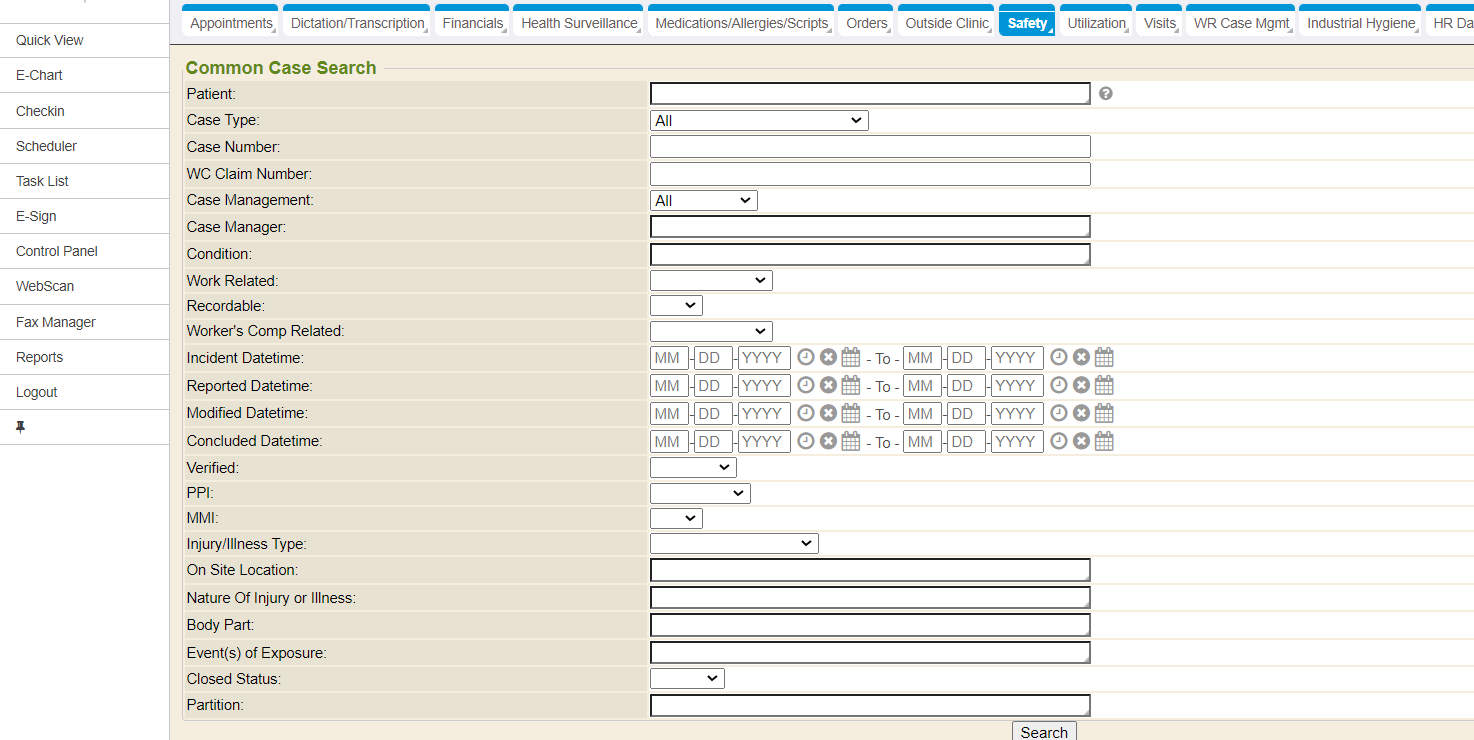 Appointments Dictation/Transcription Financials Health Surveillance Medications/Allergies/Scripts Orders Outside Clinic Safety Utilization Visits WR Case Mgmt Industrial Hygiene HR Da
Quick View
E-Chart
Checkin
Scheduler
Task List
E-Sign
Control Panel
WebScan
Fax Manager
Reports
Logout
Common Case Search
Patient:
Case Type: All
Case Number:
WC Claim Number:
Case Management: All
Case Manager:
Condition:
Work Related:
Recordable:
Worker's Comp Related:
Incident Datetime: MM - DD - YYYY - To - MM - DD - YYYY
Reported Datetime: MM - DD - YYYY - To - MM - DD - YYYY
Modified Datetime: MM - DD - YYYY - To - MM - DD - YYYY
Concluded Datetime: MM - DD - YYYY - To - MM - DD - YYYY
Verified:
PPI:
MMI:
Injury/Illness Type:
On Site Location:
Nature Of Injury or Illness:
Body Part:
Event(s) of Exposure:
Closed Status:
Partition:
Search